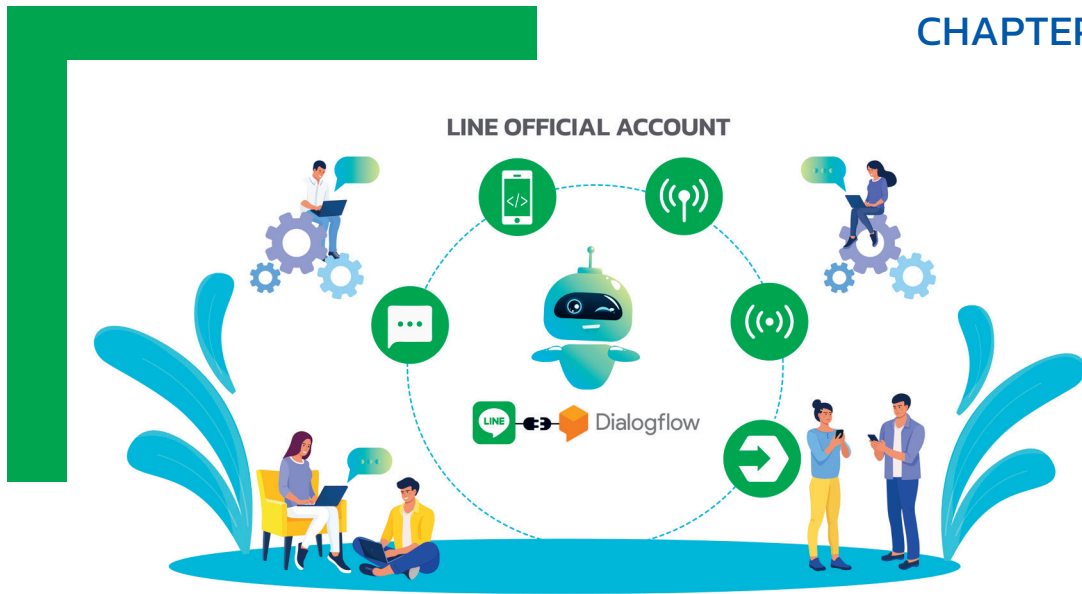 CHAPTER
LINE OFFICIAL ACCOUNT
</>
LINE
Dialogflow